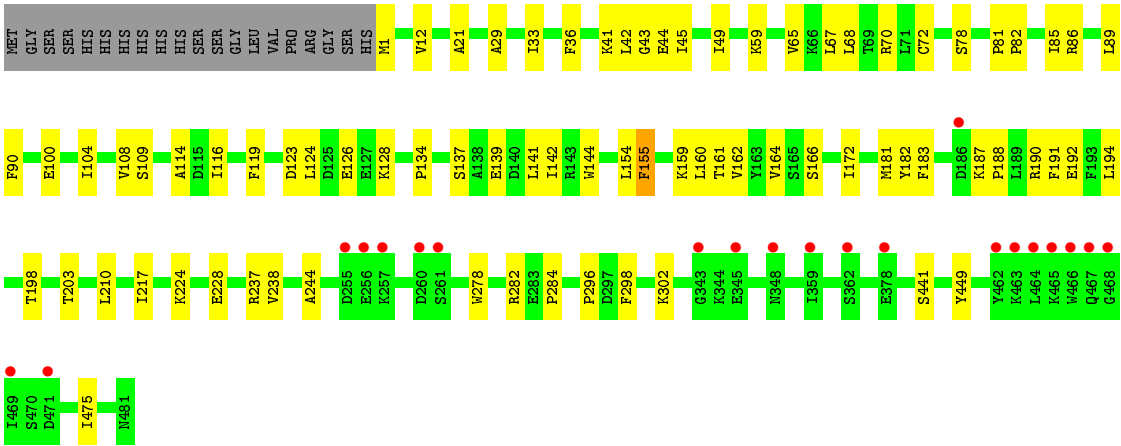 MET GLY SER SER HIS HIS HIS HIS HIS HIS SER SER GLY LEU VAL PRO ARG GLY SER HIS M1 V12 A21 A29 I33 F36 K41 L42 G43 E44 I45 I49 K59 V65 K66 L67 L68 T69 R70 L71 C72 S78 P81 P82 I85 R86 L89
F90 E100 I104 V108 S109 A114 D115 I116 F119 D123 L124 D125 E126 E127 K128 P134 S137 A138 E139 D140 L141 I142 R143 W144 L154 F155 K159 L160 T161 V162 Y163 V164 S165 S166 I172 M181 Y182 F183 D186 K187 P188 L189 R190 F191 E192 F193 L194
T198 T203 L210 I217 K224 E228 R237 V238 A244 D255 E256 K257 D260 S261 W278 R282 E283 P284 P296 D297 F298 K302 G343 K344 E345 N348 I359 S362 E378 S441 Y449 Y462 K463 L464 K465 W466 Q467 G468
I469 S470 D471 I475 N481